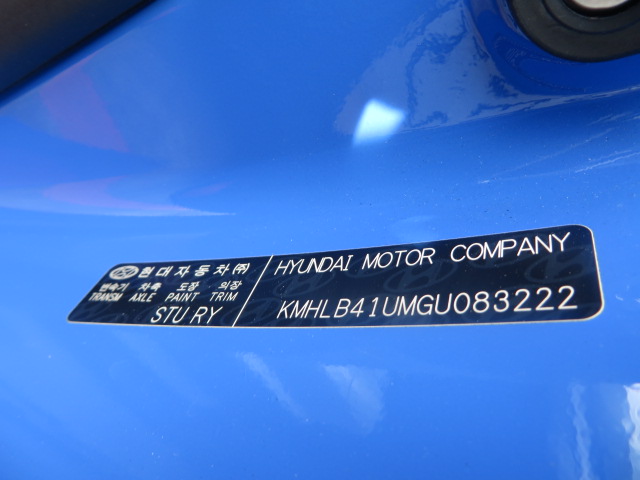 현대자동차(주)
변속기 차축 도장 의장
TRANSM AXLE PAINT TRIM
STU RY
HYUNDAI MOTOR COMPANY
KMHLB41UMGU083222